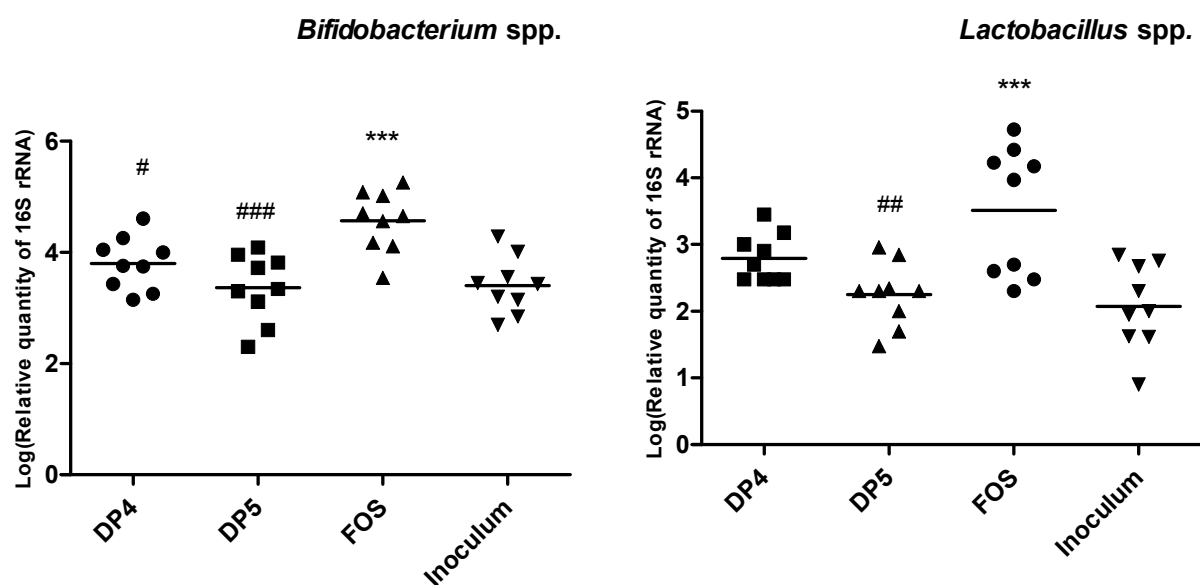 Bifidobacterium spp.
Log(Relative quantity of 16S rRNA)
6
4
2
0
#
###
***
DP4
DP5
FOS
Inoculum
Lactobacillus spp.
Log(Relative quantity of 16S rRNA)
5
4
3
2
1
0
***
##
DP4
DP5
FOS
Inoculum